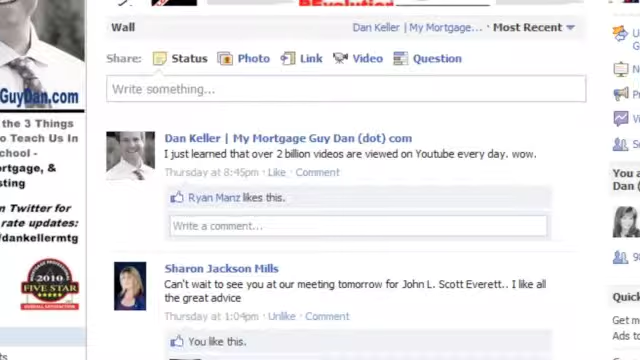 REvolution
Wall
Dan Keller | My Mortgage... · Most Recent
Share: Status Photo Link Video Question
Write something...
GuyDan.com
the 3 Things
o Teach Us In
chool -
rtgage, &
sting
n Twitter for
rate updates:
/dankellermtg
2010
FIVE STAR
Dan Keller | My Mortgage Guy Dan (dot) com
I just learned that over 2 billion videos are viewed on Youtube every day. wow.
Thursday at 8:45pm · Like · Comment
Ryan Manz likes this.
Write a comment...
Sharon Jackson Mills
Can't wait to see you at our meeting tomorrow for John L. Scott Everett.. I like all
the great advice
Thursday at 1:04pm · Unlike · Comment
You like this.
You a
Dan (
Quick
Get m
Ads to